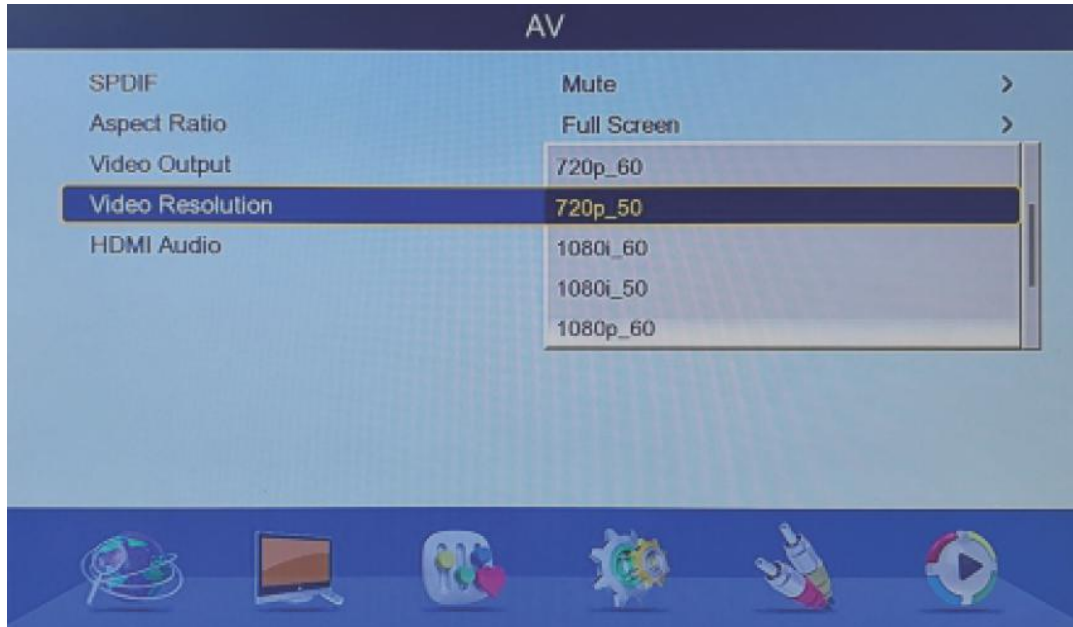 AV
SPDIF Mute >
Aspect Ratio Full Screen >
Video Output 720p_60
Video Resolution 720p_50
HDMI Audio 1080i_60
1080i_50
1080p_60